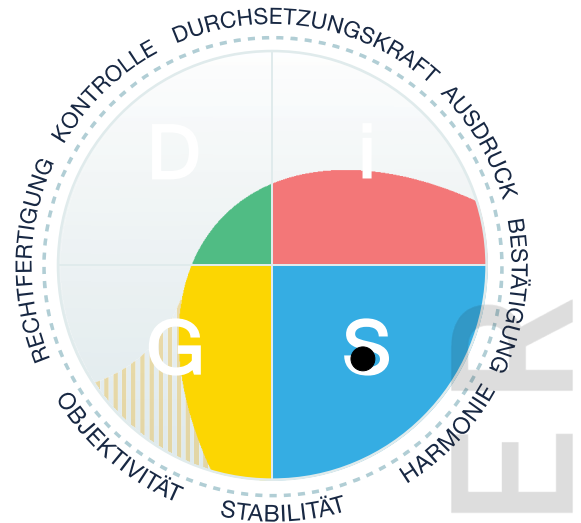 DURCHSETZUNGSKRAFT
AUSDRUCK
BESTÄTIGUNG
HARMONIE
STABILITÄT
OBJEKTIVITÄT
RECHTFERTIGUNG
KONTROLLE
D
i
G
S
ER